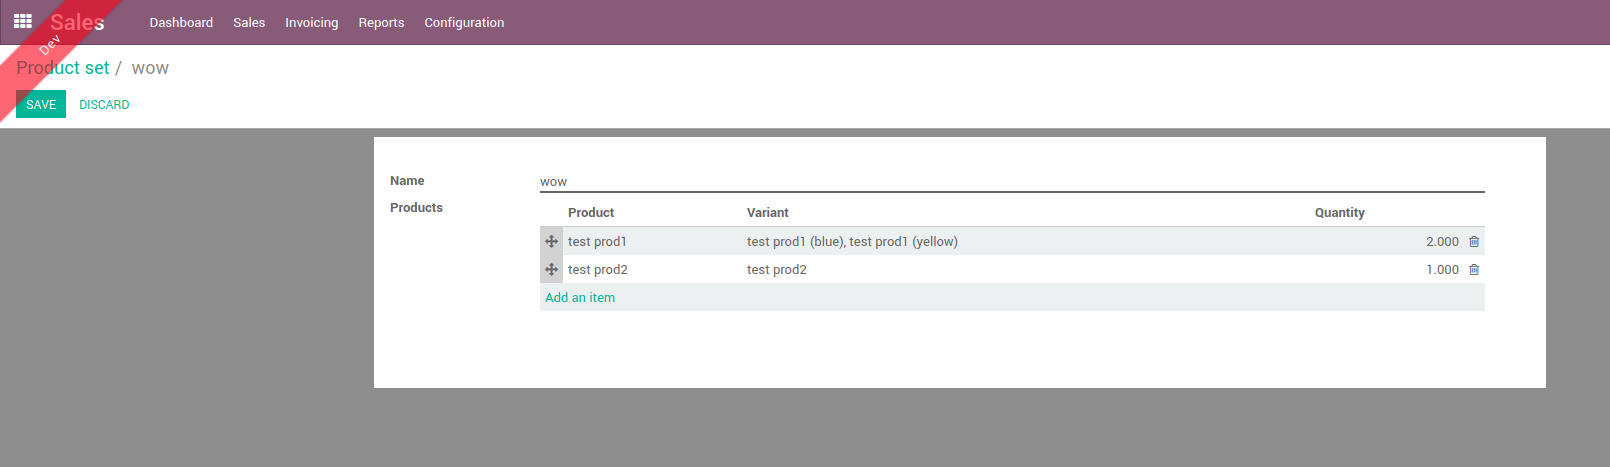 Sales Dashboard Sales Invoicing Reports Configuration
Dev
Product set / wow
SAVE DISCARD
Name wow
Products
Product Variant Quantity
test prod1 test prod1 (blue), test prod1 (yellow) 2.000
test prod2 test prod2 1.000
Add an item